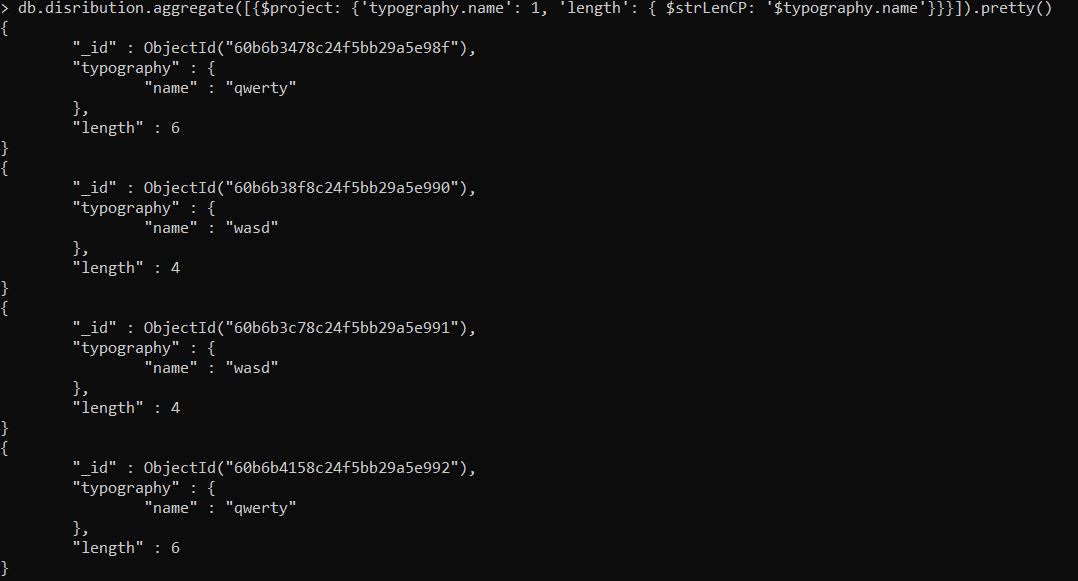 > db.disribution.aggregate([{$project: {'typography.name': 1, 'length': { $strLenCP: '$typography.name'}}}]).pretty()
{
        "_id" : ObjectId("60b6b3478c24f5bb29a5e98f"),
        "typography" : {
                "name" : "qwerty"
        },
        "length" : 6
}
{
        "_id" : ObjectId("60b6b38f8c24f5bb29a5e990"),
        "typography" : {
                "name" : "wasd"
        },
        "length" : 4
}
{
        "_id" : ObjectId("60b6b3c78c24f5bb29a5e991"),
        "typography" : {
                "name" : "wasd"
        },
        "length" : 4
}
{
        "_id" : ObjectId("60b6b4158c24f5bb29a5e992"),
        "typography" : {
                "name" : "qwerty"
        },
        "length" : 6
}